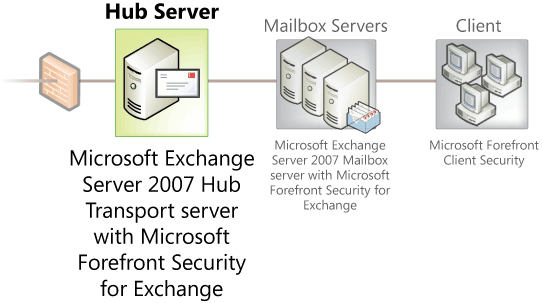 Hub Server
Microsoft Exchange
Server 2007 Hub
Transport server
with Microsoft
Forefront Security
for Exchange
Mailbox Servers
Microsoft Exchange
Server 2007 Mailbox
server with Microsoft
Forefront Security for
Exchange
Client
Microsoft Forefront
Client Security